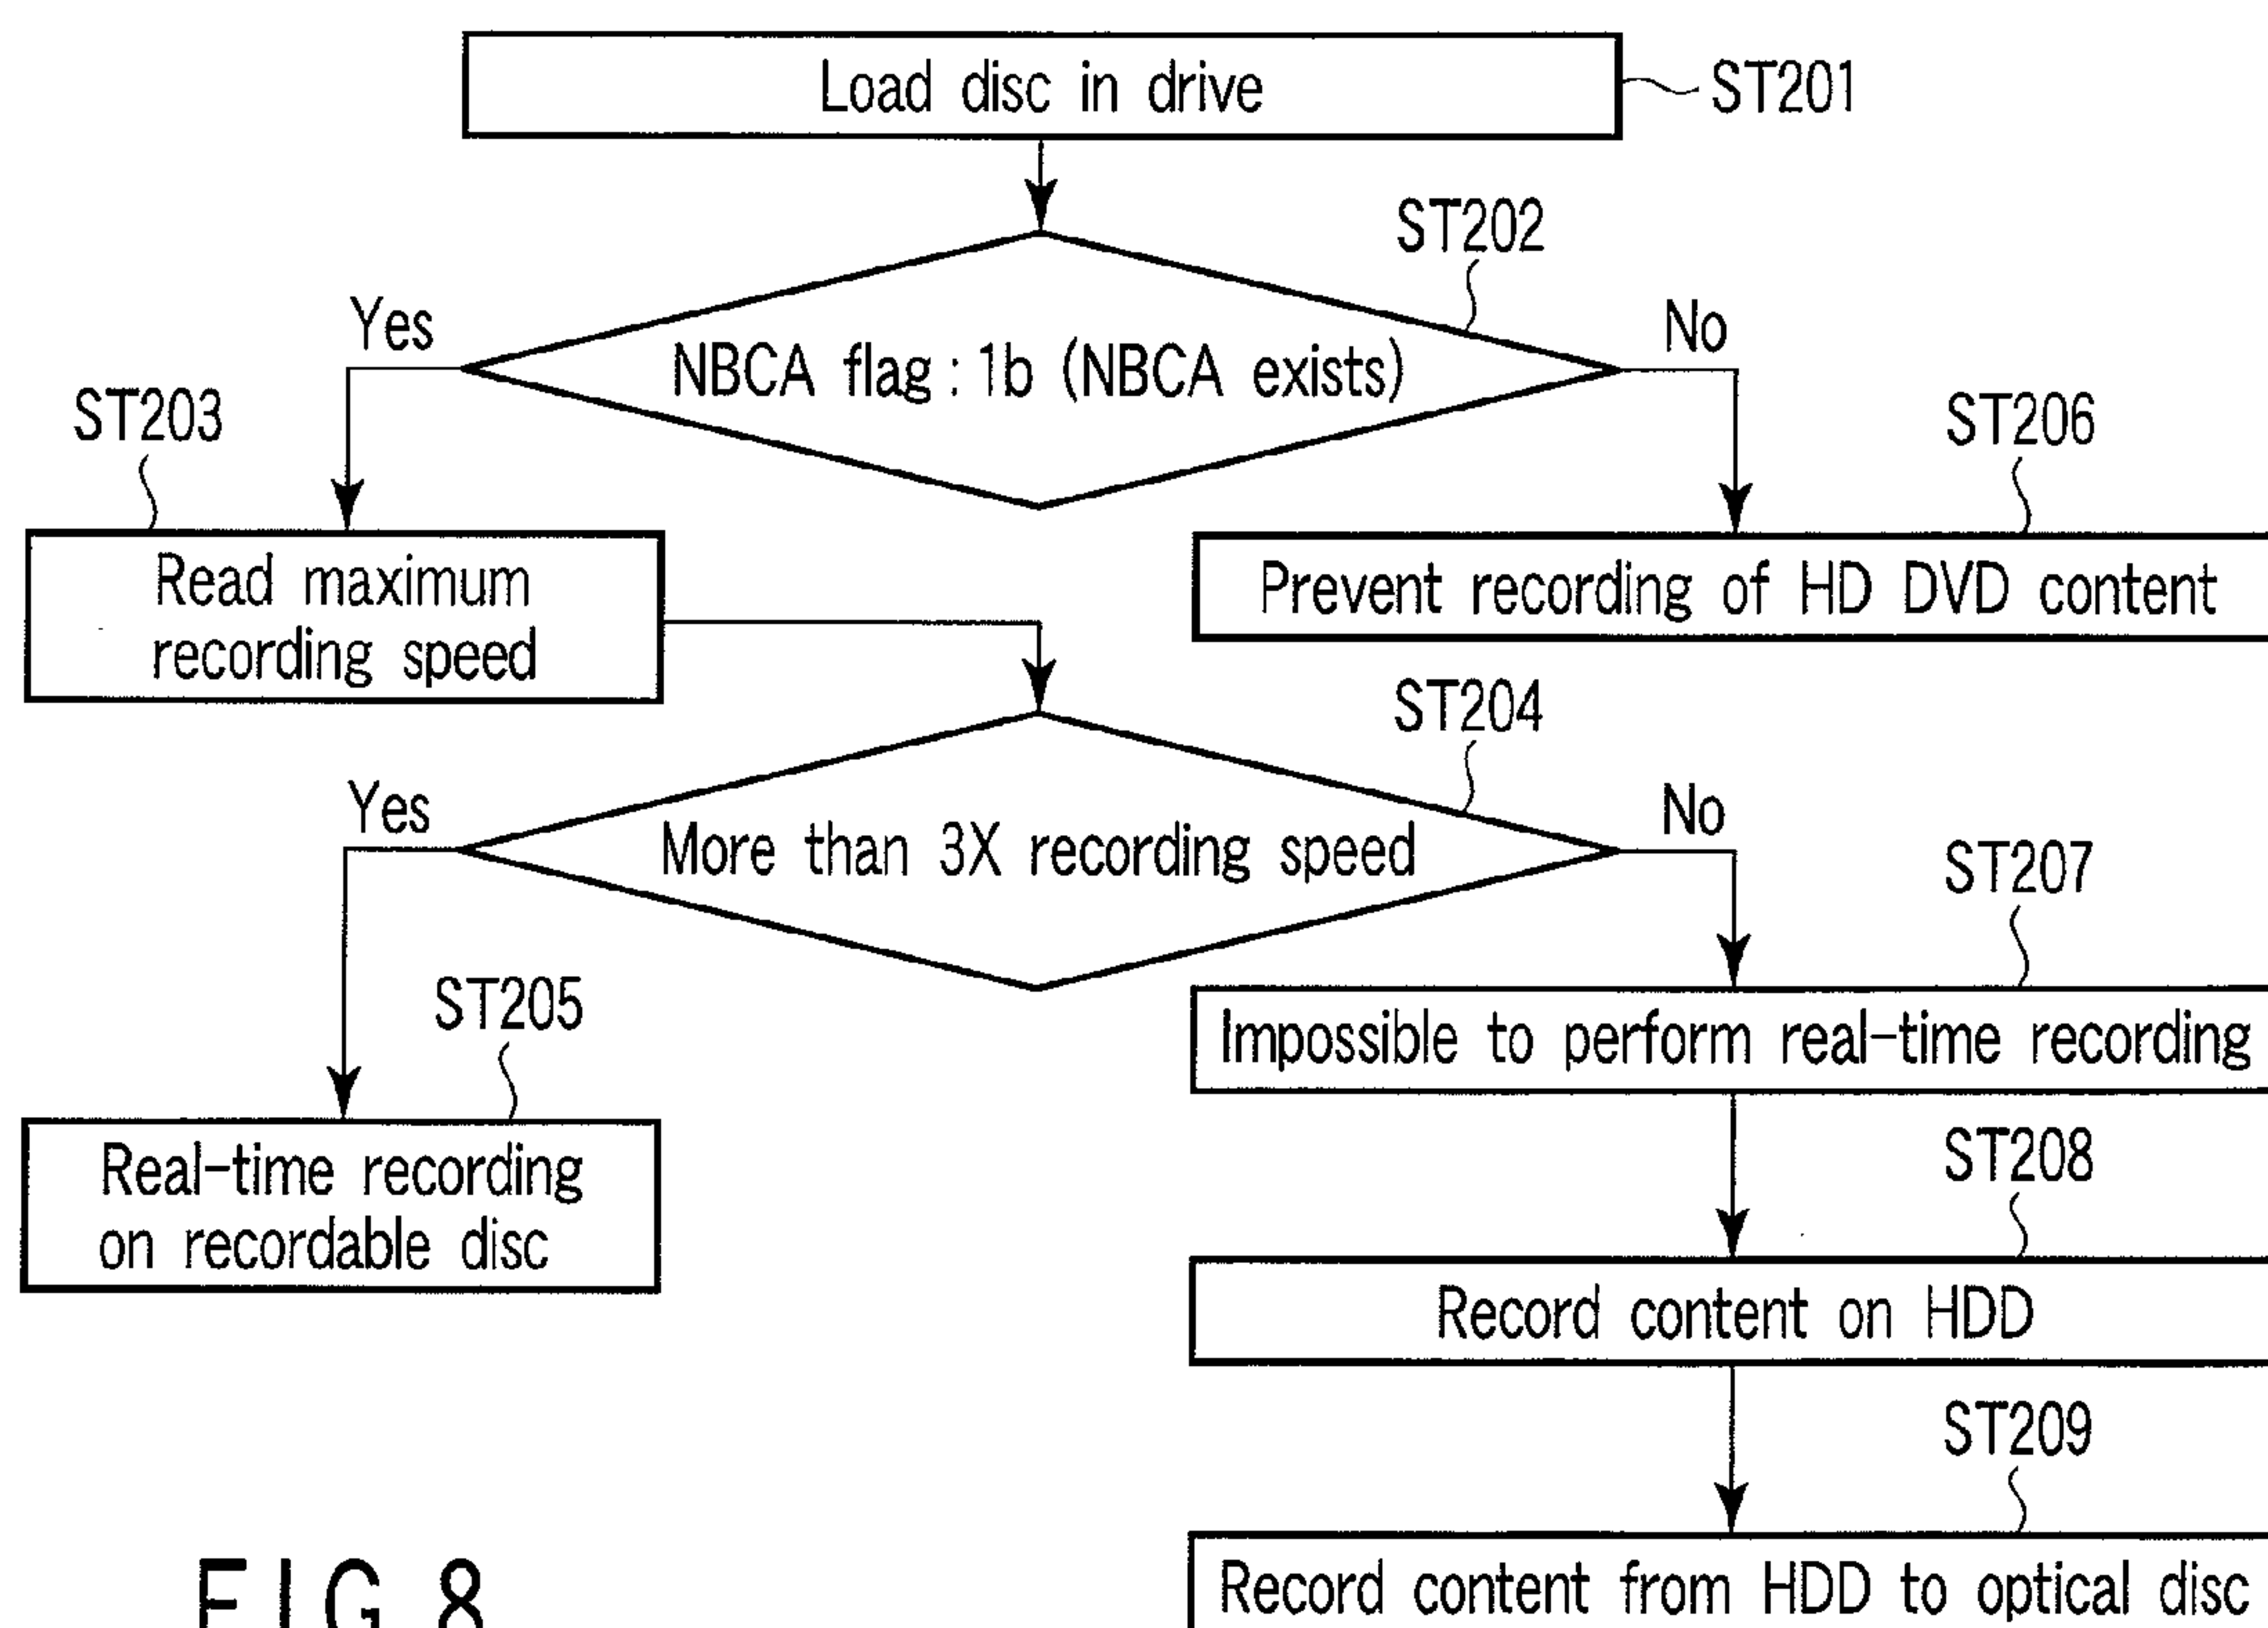 Load disc in drive
ST201
ST202
Yes
NBCA flag : 1b (NBCA exists)
No
ST203
ST206
Read maximum
recording speed
Prevent recording of HD DVD content
ST204
Yes
More than 3X recording speed
No
ST207
ST205
Impossible to perform real-time recording
Real-time recording
on recordable disc
ST208
Record content on HDD
ST209
Record content from HDD to optical disc
FIG. 8